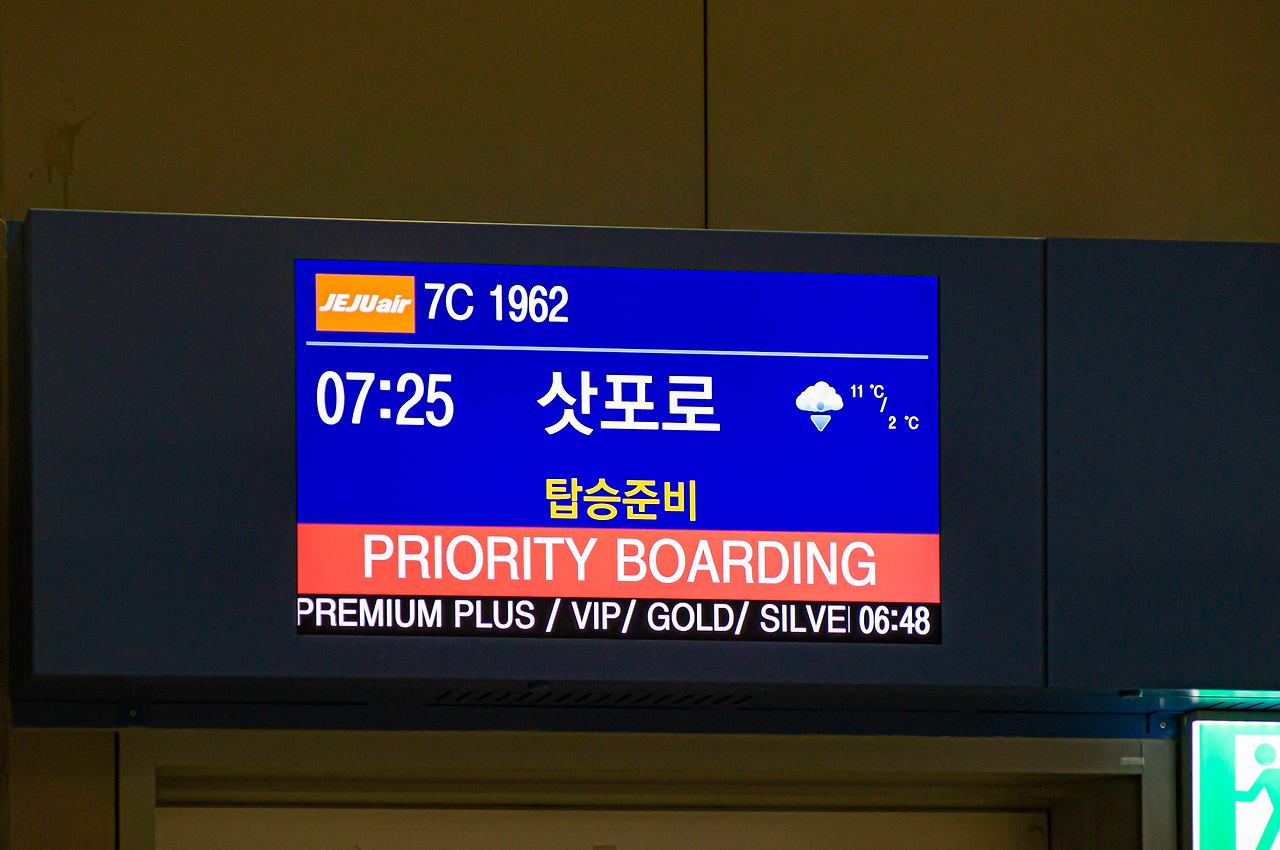 JEJUair 7C 1962
07:25 삿포로 11 ℃/2 ℃
탑승준비
PRIORITY BOARDING
PREMIUM PLUS / VIP/ GOLD/ SILVE 06:48